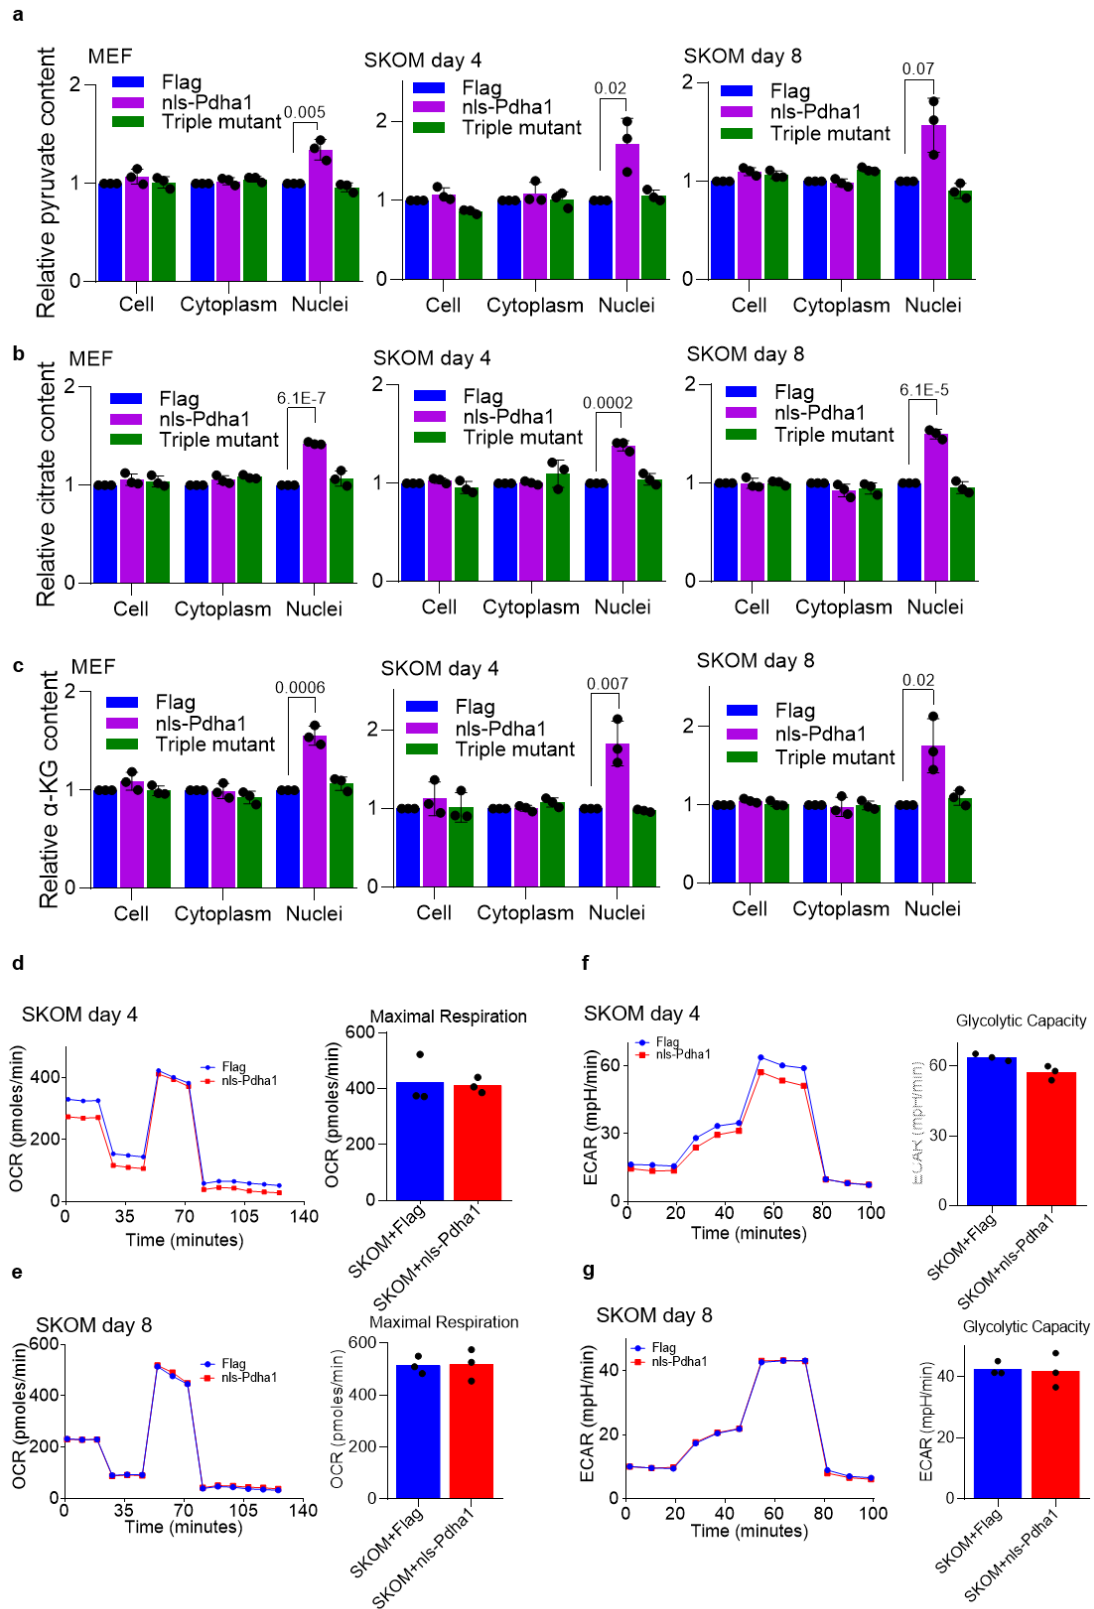 a
MEF
SKOM day 4
SKOM day 8
Relative pyruvate content
2
1
0
Flag
nls-Pdha1
Triple mutant
0.005
Cell
Cytoplasm
Nuclei
2
1
0
Flag
nls-Pdha1
Triple mutant
0.02
Cell
Cytoplasm
Nuclei
2
1
0
Flag
nls-Pdha1
Triple mutant
0.07
Cell
Cytoplasm
Nuclei
b
MEF
SKOM day 4
SKOM day 8
Relative citrate content
2
1
0
Flag
nls-Pdha1
Triple mutant
6.1E-7
Cell
Cytoplasm
Nuclei
2
1
0
Flag
nls-Pdha1
Triple mutant
0.0002
Cell
Cytoplasm
Nuclei
2
1
0
Flag
nls-Pdha1
Triple mutant
6.1E-5
Cell
Cytoplasm
Nuclei
c
MEF
SKOM day 4
SKOM day 8
Relative α-KG content
2
1
0
Flag
nls-Pdha1
Triple mutant
0.0006
Cell
Cytoplasm
Nuclei
2
1
0
Flag
nls-Pdha1
Triple mutant
0.007
Cell
Cytoplasm
Nuclei
2
1
0
Flag
nls-Pdha1
Triple mutant
0.02
Cell
Cytoplasm
Nuclei
d
SKOM day 4
OCR (pmoles/min)
400
200
0
Flag
nls-Pdha1
0 35 70 105 140
Time (minutes)
Maximal Respiration
OCR (pmoles/min)
600
400
200
0
SKOM+Flag
SKOM+nls-Pdha1
f
SKOM day 4
ECAR (mpH/min)
60
30
0
Flag
nls-Pdha1
0 20 40 60 80 100
Time (minutes)
Glycolytic Capacity
ECAR (mpH/min)
60
30
0
SKOM+Flag
SKOM+nls-Pdha1
e
SKOM day 8
OCR (pmoles/min)
600
400
200
0
Flag
nls-Pdha1
0 35 70 105 140
Time (minutes)
Maximal Respiration
OCR (pmoles/min)
600
400
200
0
SKOM+Flag
SKOM+nls-Pdha1
g
SKOM day 8
ECAR (mpH/min)
40
20
0
Flag
nls-Pdha1
0 20 40 60 80 100
Time (minutes)
Glycolytic Capacity
ECAR (mpH/min)
40
20
0
SKOM+Flag
SKOM+nls-Pdha1